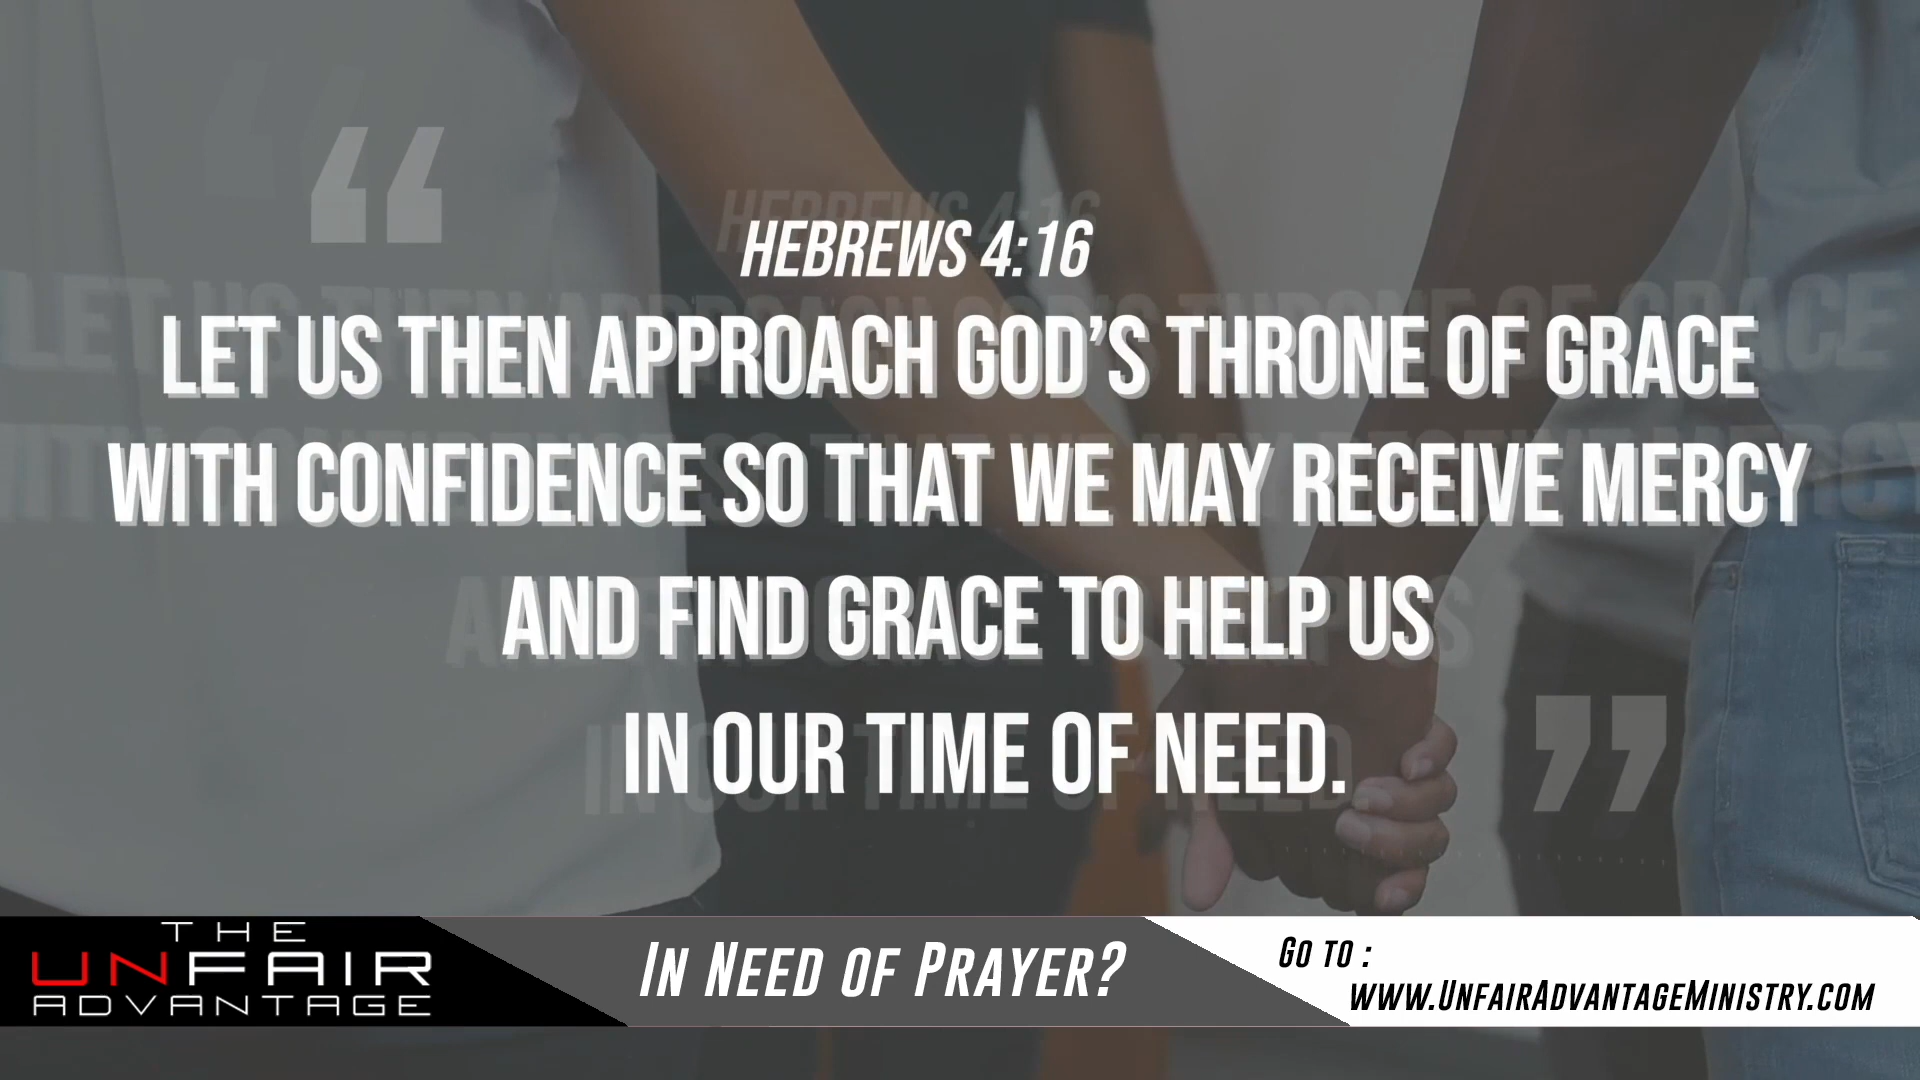 “
HEBREWS 4:16
LET US THEN APPROACH GOD’S THRONE OF GRACE
WITH CONFIDENCE SO THAT WE MAY RECEIVE MERCY
AND FIND GRACE TO HELP US
IN OUR TIME OF NEED.
”
THE
UNFAIR
ADVANTAGE
IN NEED OF PRAYER?
GO TO :
WWW.UNFAIRADVANTAGEMINISTRY.COM